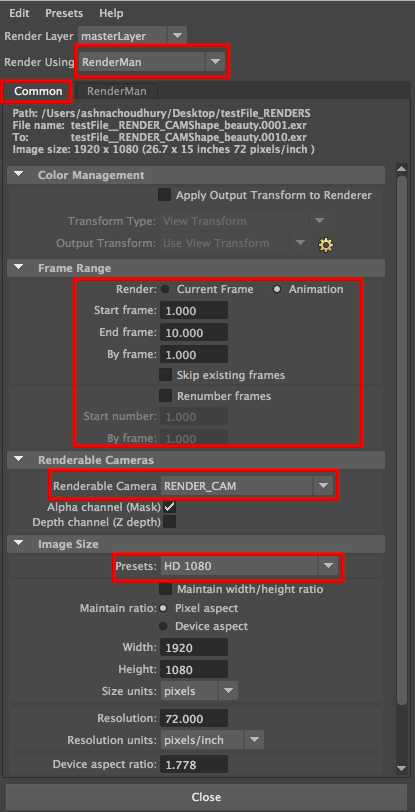 Edit Presets Help
Render Layer masterLayer
Render Using RenderMan
Common RenderMan
Path: /Users/ashnachoudhury/Desktop/testFile_RENDERS
File name: testFile__RENDER_CAMShape_beauty.0001.exr
To: testFile__RENDER_CAMShape_beauty.0010.exr
Image size: 1920 x 1080 (26.7 x 15 inches 72 pixels/inch )
Color Management
Apply Output Transform to Renderer
Transform Type: View Transform
Output Transform: Use View Transform
Frame Range
Render: Current Frame Animation
Start frame: 1.000
End frame: 10.000
By frame: 1.000
Skip existing frames
Renumber frames
Start number: 1.000
By frame: 1.000
Renderable Cameras
Renderable Camera RENDER_CAM
Alpha channel (Mask)
Depth channel (Z depth)
Image Size
Presets: HD 1080
Maintain width/height ratio
Maintain ratio: Pixel aspect
Device aspect
Width: 1920
Height: 1080
Size units: pixels
Resolution: 72.000
Resolution units: pixels/inch
Device aspect ratio: 1.778
Close